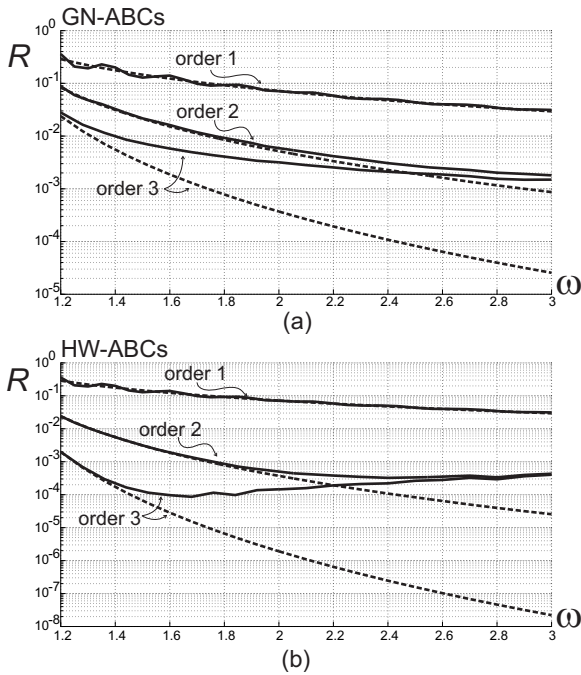 GN-ABCs
10^0
R
order 1
10^-1
order 2
10^-2
order 3
10^-3
10^-4
10^-5
1.2 1.4 1.6 1.8 2 2.2 2.4 2.6 2.8 3 ω
(a)
HW-ABCs
10^0
R
order 1
10^-1
order 2
10^-2
10^-3
10^-4
order 3
10^-5
10^-6
10^-7
10^-8
1.2 1.4 1.6 1.8 2 2.2 2.4 2.6 2.8 3 ω
(b)